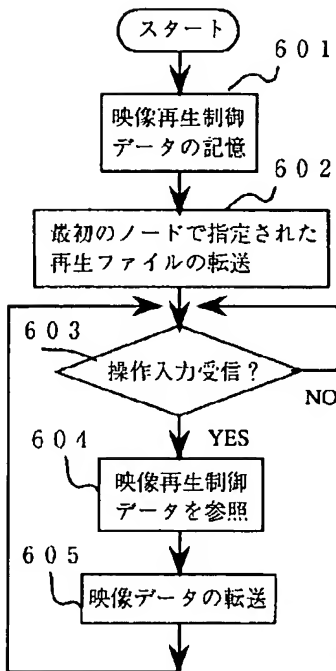 スタート
601
映像再生制御
データの記憶
602
最初のノードで指定された
再生ファイルの転送
603
操作入力受信?
NO
YES
604
映像再生制御
データを参照
605
映像データの転送